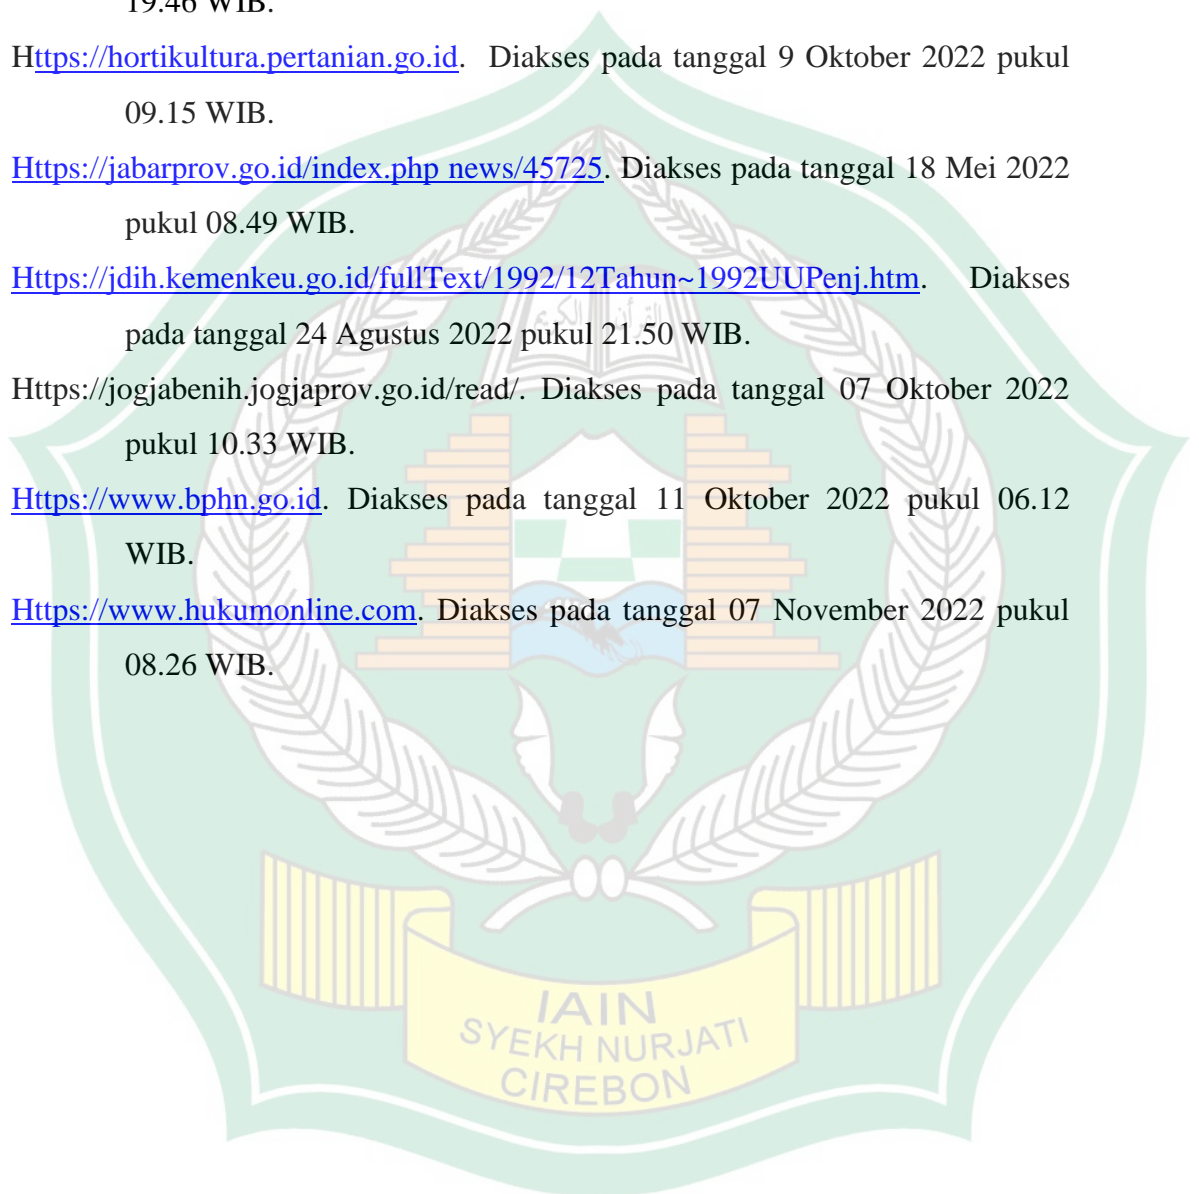 19.46 WIB.
Https://hortikultura.pertanian.go.id. Diakses pada tanggal 9 Oktober 2022 pukul
09.15 WIB.
Https://jabarprov.go.id/index.php news/45725. Diakses pada tanggal 18 Mei 2022
pukul 08.49 WIB.
Https://jdih.kemenkeu.go.id/fullText/1992/12Tahun~1992UUPenj.htm. Diakses
pada tanggal 24 Agustus 2022 pukul 21.50 WIB.
Https://jogjabenih.jogjaprov.go.id/read/. Diakses pada tanggal 07 Oktober 2022
pukul 10.33 WIB.
Https://www.bphn.go.id. Diakses pada tanggal 11 Oktober 2022 pukul 06.12
WIB.
Https://www.hukumonline.com. Diakses pada tanggal 07 November 2022 pukul
08.26 WIB.
القرآن الكريم
IAIN
SYEKH NURJATI
CIREBON